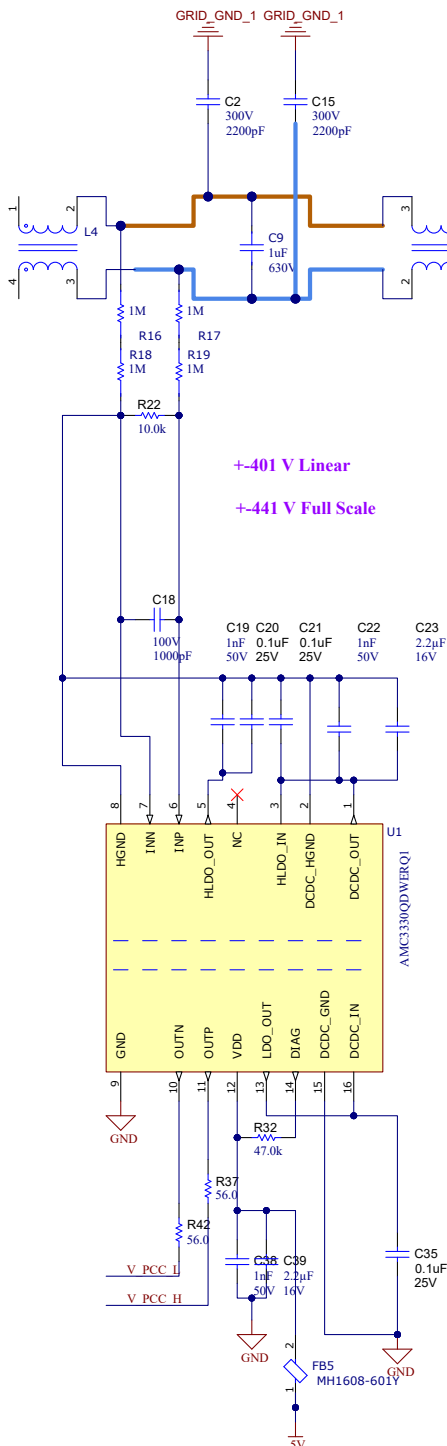 GRID_GND_1 GRID_GND_1
C2
300V
2200pF
C15
300V
2200pF
1 2
L4
4 3
C9
1uF
630V
3
2
1M 1M
R16 R17
R18 R19
1M 1M
R22
10.0k
+-401 V Linear
+-441 V Full Scale
C18
100V
1000pF
C19
1nF
50V
C20
0.1uF
25V
C21
0.1uF
25V
C22
1nF
50V
C23
2.2µF
16V
8 7 6 5 4 3 2 1
U1
HGND INN INP HLDO_OUT NC HLDO_IN DCDC_HGND DCDC_OUT
AMC3330QDWERQ1
GND OUTN OUTP VDD LDO_OUT DIAG DCDC_GND DCDC_IN
9 10 11 12 13 14 15 16
GND
R32
47.0k
R37
56.0
R42
56.0
V_PCC_L
V_PCC_H
C38
1nF
50V
C39
2.2µF
16V
C35
0.1uF
25V
GND
GND
2
FB5
MH1608-601Y
1
5V